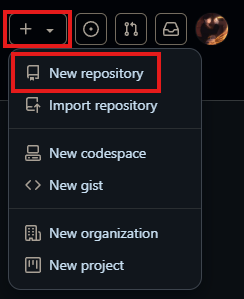 New repository
Import repository
New codespace
New gist
New organization
New project